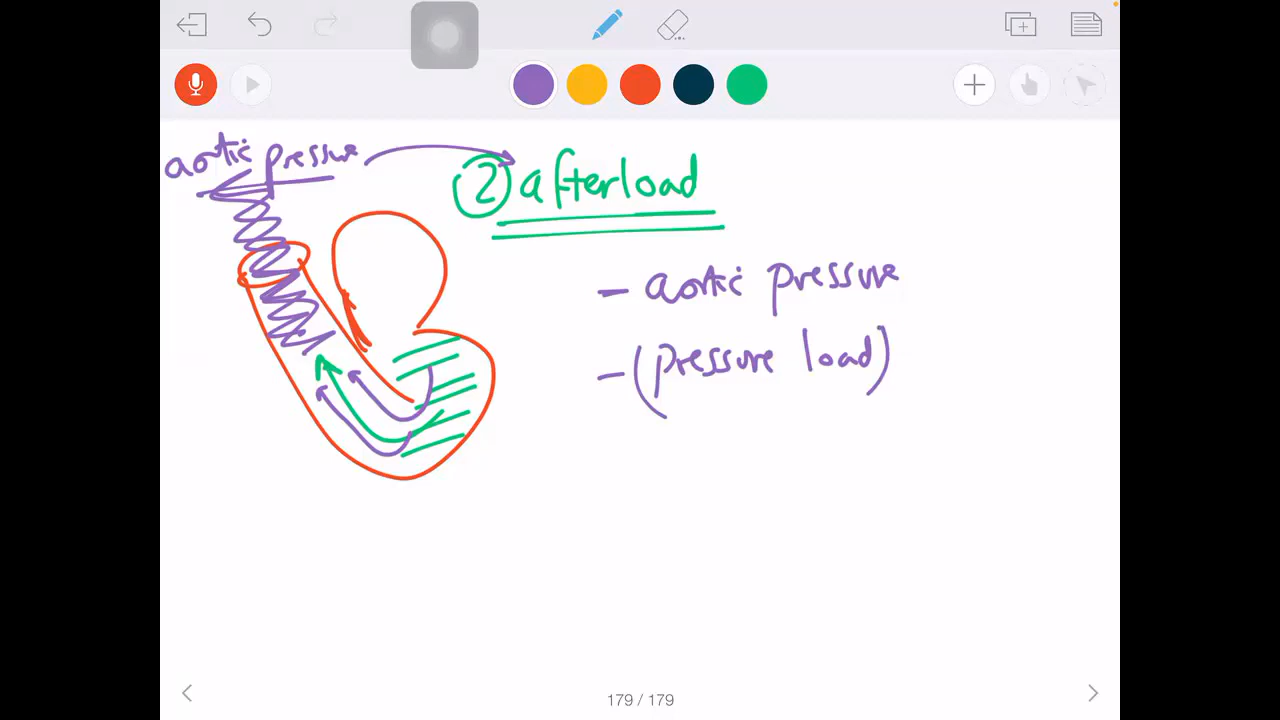 aortic pressure
② afterload
- aortic pressure
- (pressure load)
179 / 179